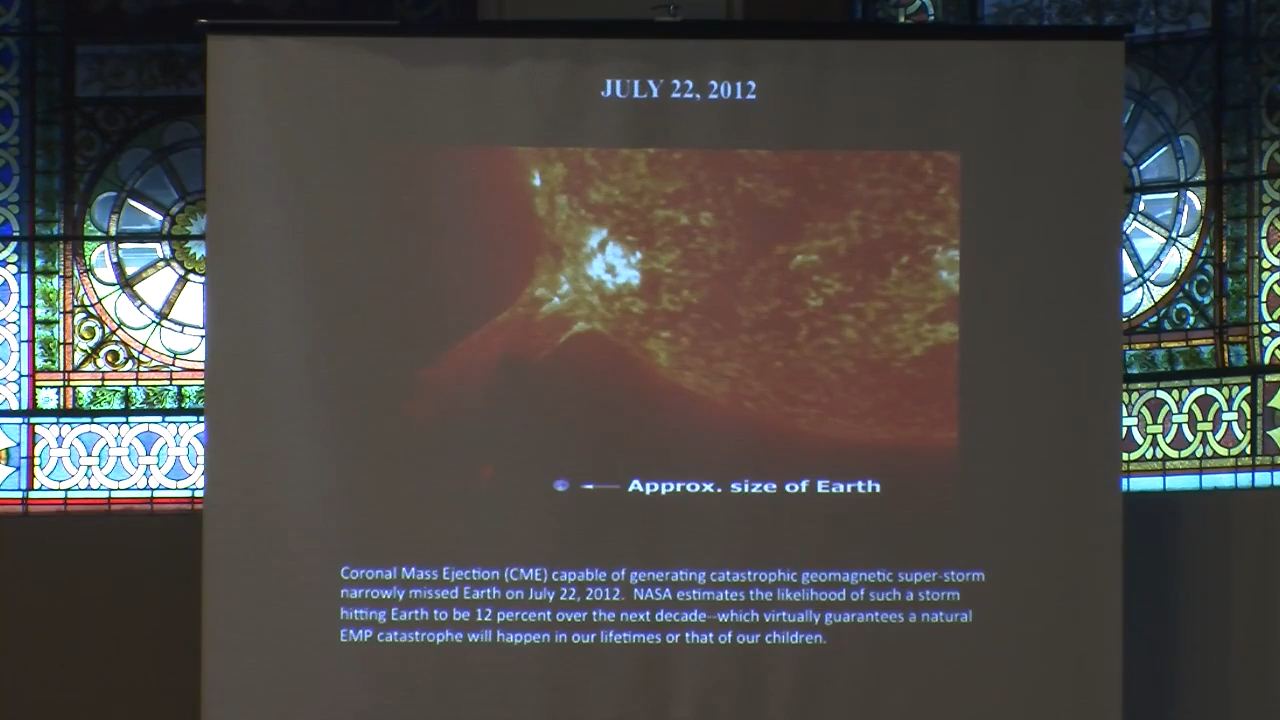 JULY 22, 2012
Approx. size of Earth
Coronal Mass Ejection (CME) capable of generating catastrophic geomagnetic super-storm
narrowly missed Earth on July 22, 2012. NASA estimates the likelihood of such a storm
hitting Earth to be 12 percent over the next decade--which virtually guarantees a natural
EMP catastrophe will happen in our lifetimes or that of our children.